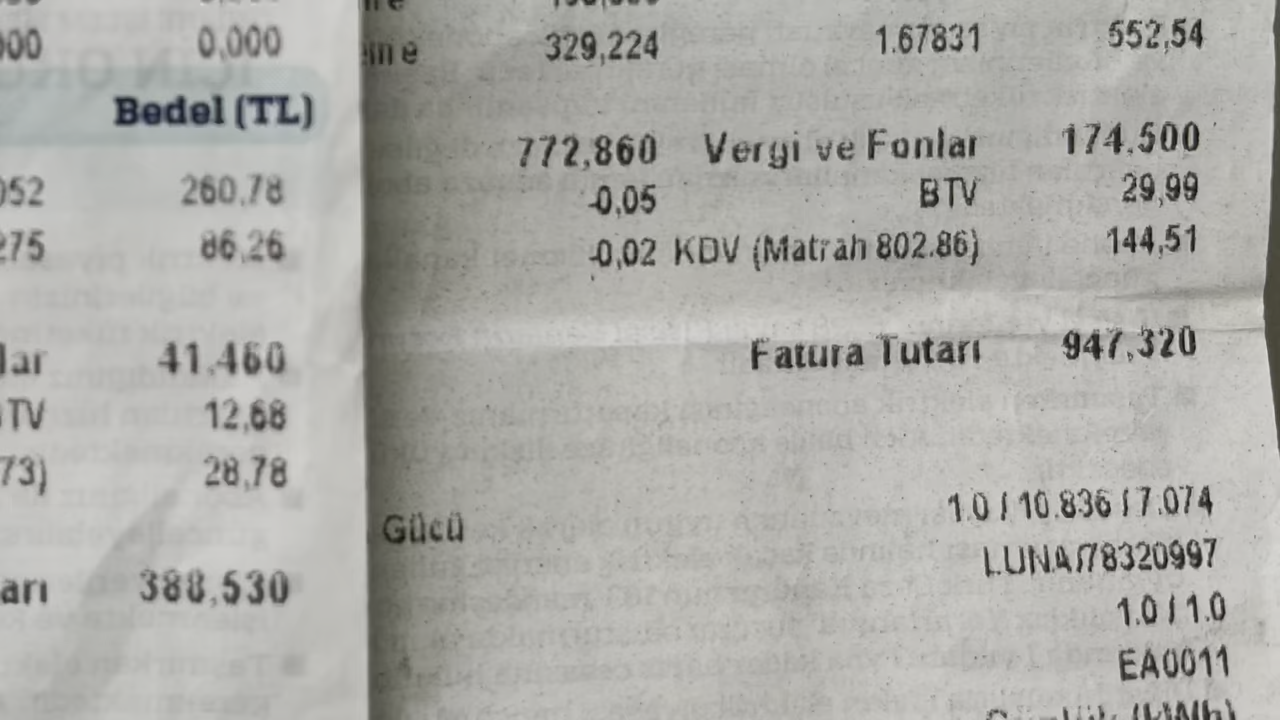 0,000
Bedel (TL)
052 260,78
275 86,26
lar 41,460
TV 12,68
73) 28,78
arı 388,530
329,224 1.67831 552,54
772,860 Vergi ve Fonlar 174,500
-0,05 BTV 29,99
-0,02 KDV (Matrah 802.86) 144,51
Fatura Tutarı 947,320
Gücü 1.0 / 10.836 / 7.074
LUNA/78320997
1.0 / 1.0
EA0011